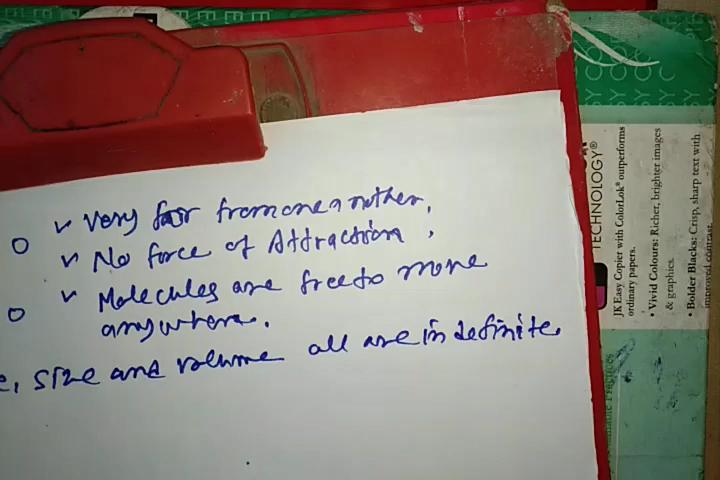 Very far from one another,
No force of Attraction,
Molecules are free to move
anywhere.
size and volume all are indefinite.
TECHNOLOGY®
JK Easy Copier with ColorLok® outperforms
ordinary papers.
• Vivid Colours: Richer, brighter images
& graphics.
• Bolder Blacks: Crisp, sharp text with
improved contrast